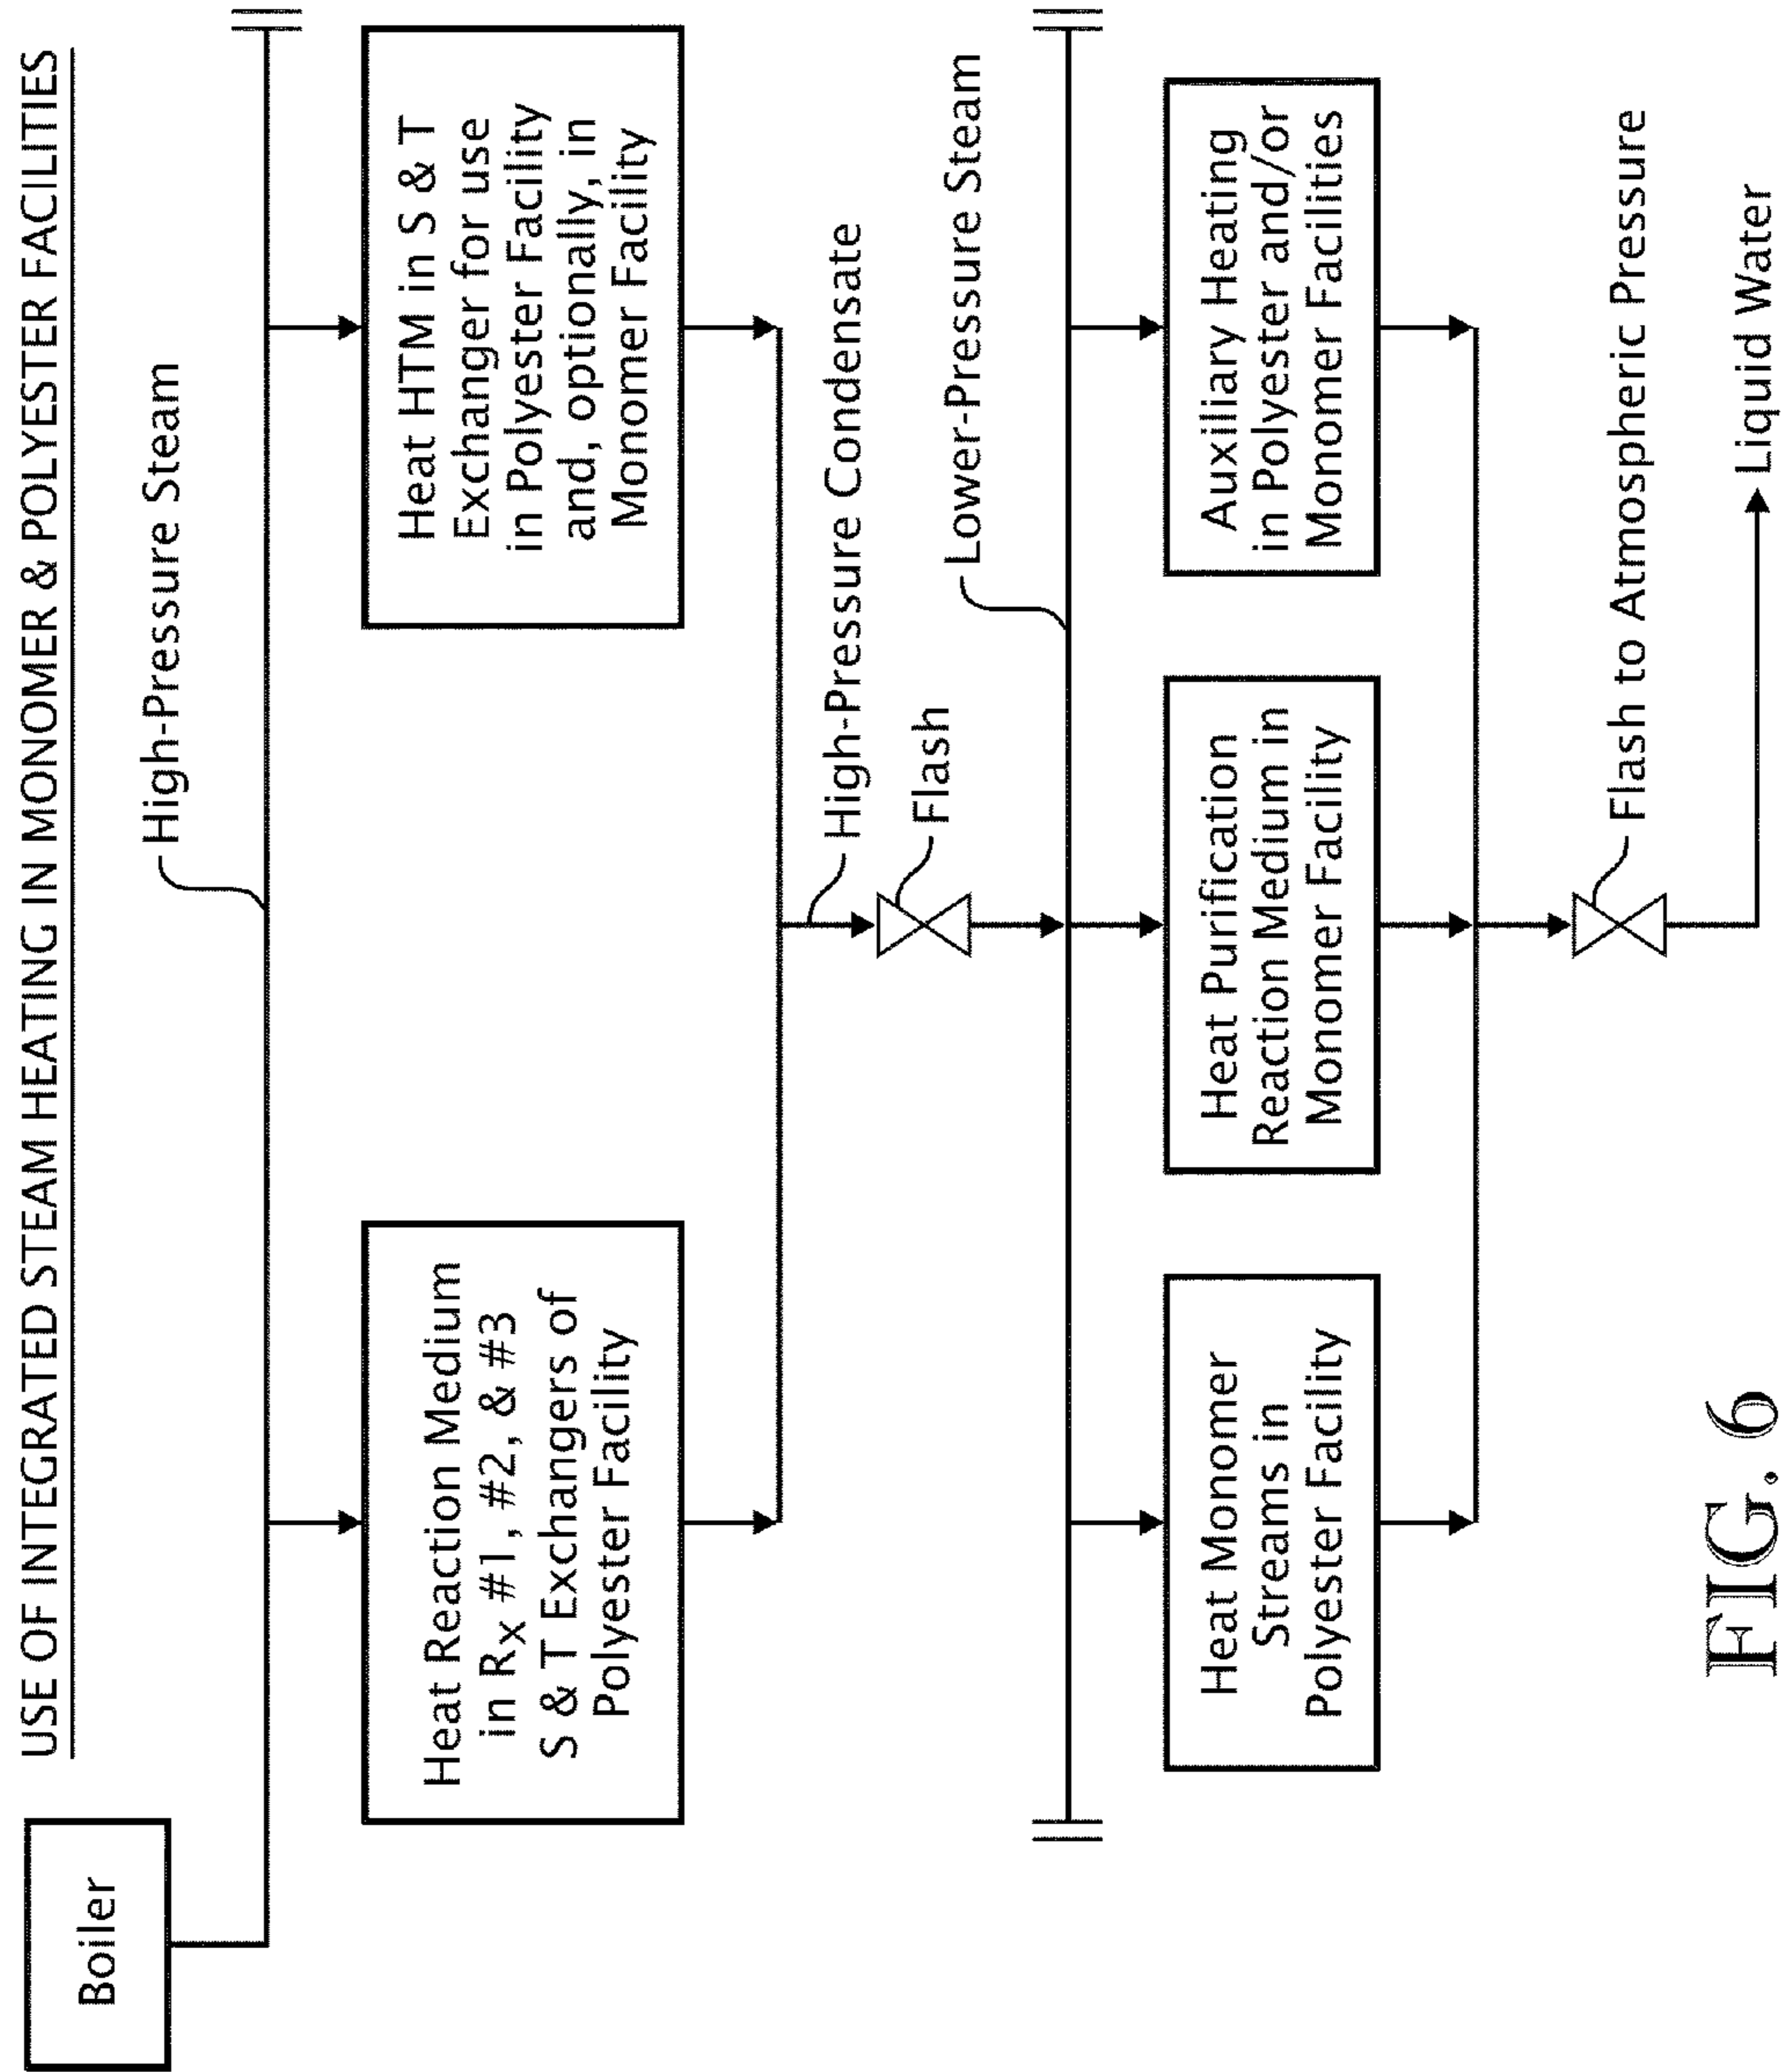 USE OF INTEGRATED STEAM HEATING IN MONOMER & POLYESTER FACILITIES
Boiler
High-Pressure Steam
Heat Reaction Medium
in Rx #1, #2, & #3
S & T Exchangers of
Polyester Facility
Heat HTM in S & T
Exchanger for use
in Polyester Facility
and, optionally, in
Monomer Facility
High-Pressure Condensate
Flash
Lower-Pressure Steam
Heat Monomer
Streams in
Polyester Facility
Heat Purification
Reaction Medium in
Monomer Facility
Auxilliary Heating
in Polyester and/or
Monomer Facilities
Flash to Atmospheric Pressure
Liquid Water
FIG. 6